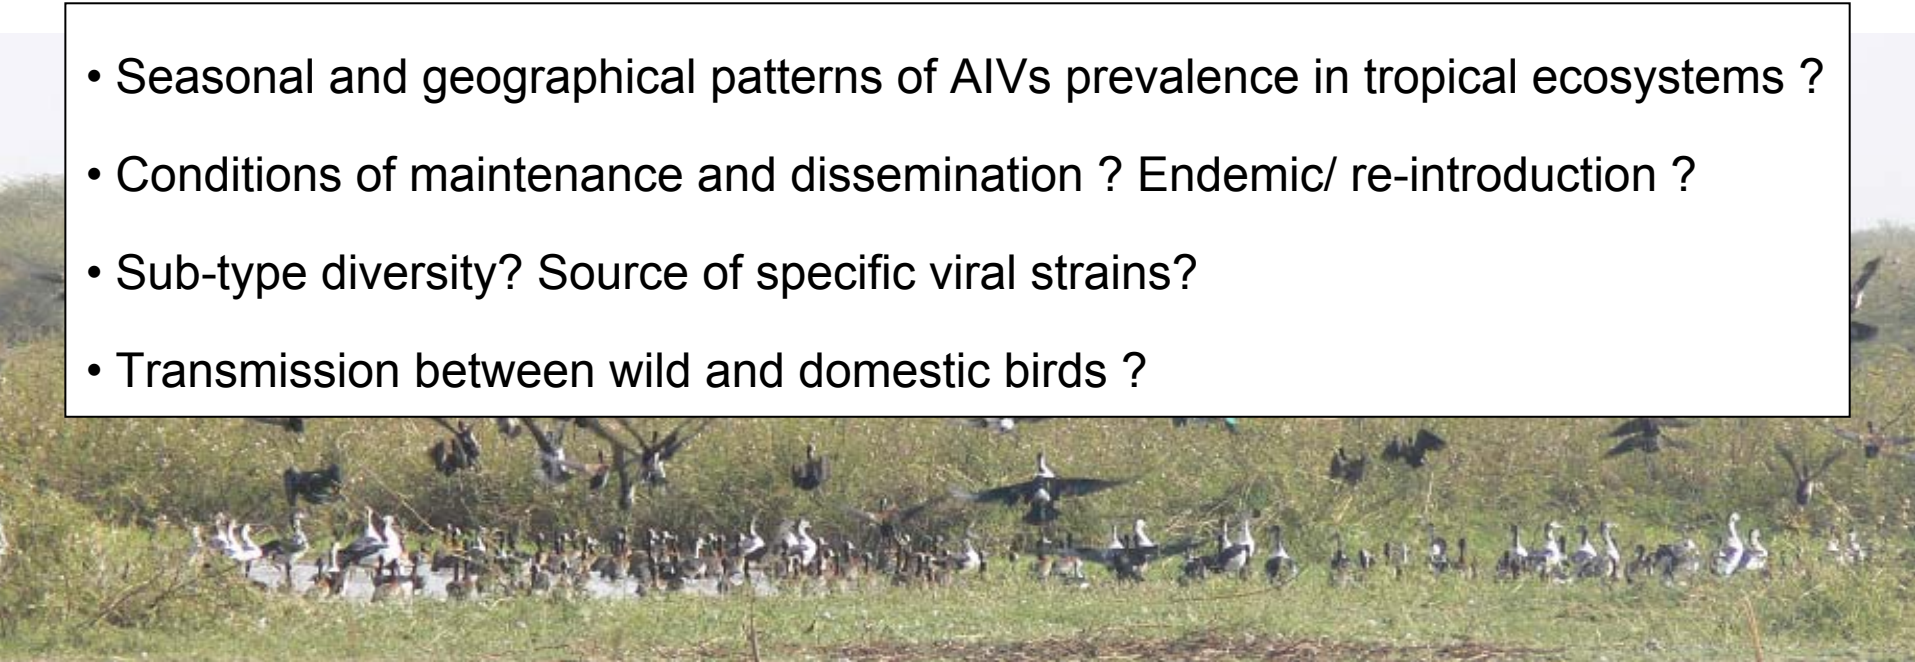 • Seasonal and geographical patterns of AIVs prevalence in tropical ecosystems ?
• Conditions of maintenance and dissemination ? Endemic/ re-introduction ?
• Sub-type diversity? Source of specific viral strains?
• Transmission between wild and domestic birds ?